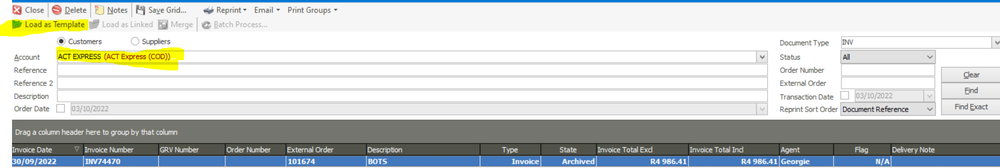 Close Delete Notes Save Grid... Reprint Email Print Groups
Load as Template Load as Linked Merge Batch Process...
Customers Suppliers
Document Type INV
Account ACT EXPRESS (ACT Express (COD))
Status All
Reference
Order Number
Clear
Reference 2
External Order
Find
Description
Transaction Date 03/10/2022
Order Date 03/10/2022
Reprint Sort Order Document Reference
Find Exact
Drag a column header here to group by that column
Invoice Date Invoice Number GRV Number Order Number External Order Description Type State Invoice Total Excl Invoice Total Incl Agent Flag Delivery Note
30/09/2022 INV74470 101674 BOTS Invoice Archived R4 986.41 R4 986.41 Georgie N/A